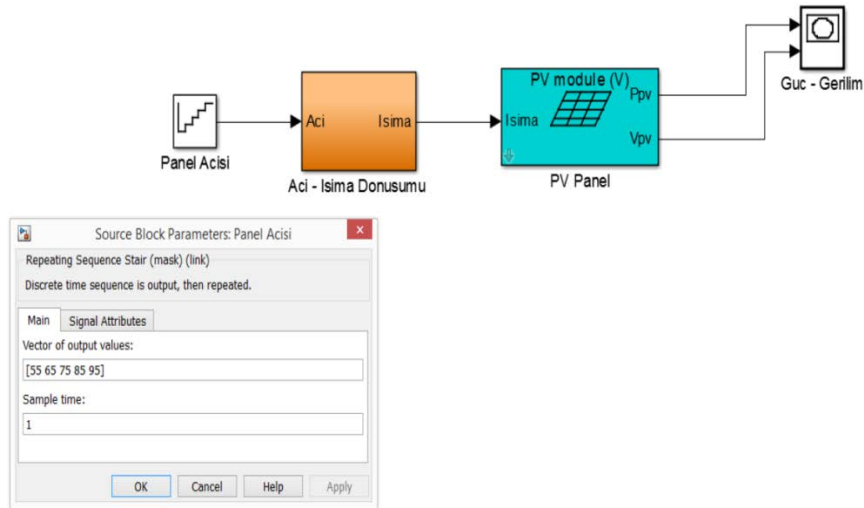 PV module (V)
Ppv
Aci
Isima
Isima
Vpv
Guc - Gerilim
Panel Acisi
Aci - Isima Donusumu
PV Panel
Source Block Parameters: Panel Acisi
x
Repeating Sequence Stair (mask) (link)
Discrete time sequence is output, then repeated.
Main
Signal Attributes
Vector of output values:
[55 65 75 85 95]
Sample time:
1
OK
Cancel
Help
Apply